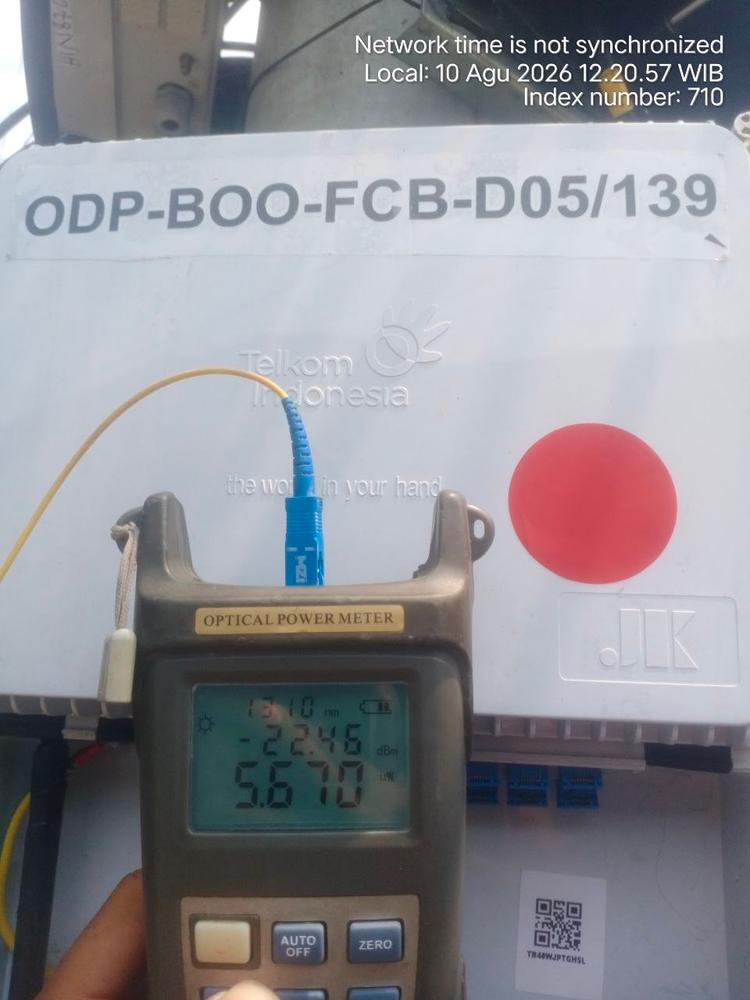 Network time is not synchronized
Local: 10 Agu 2026 12.20.57 WIB
Index number: 710
ODP-BOO-FCB-D05/139
Telkom
Indonesia
the wo in your hand
JLK
OPTICAL POWER METER
1310 nm
-22.46 dBm
5.670 uW
AUTO
OFF
ZERO